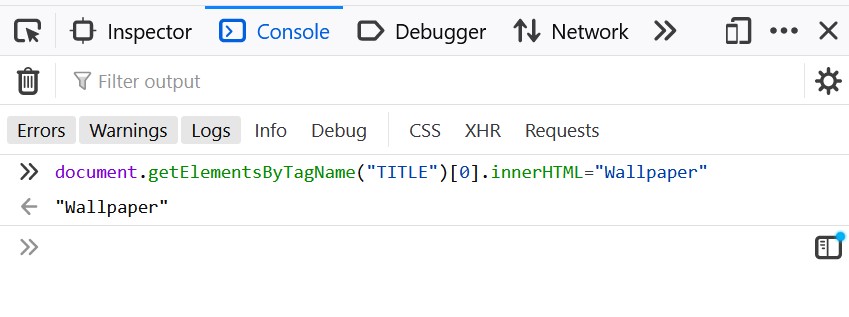 Inspector Console Debugger Network
Filter output
Errors Warnings Logs Info Debug CSS XHR Requests
document.getElementsByTagName("TITLE")[0].innerHTML="Wallpaper"
"Wallpaper"